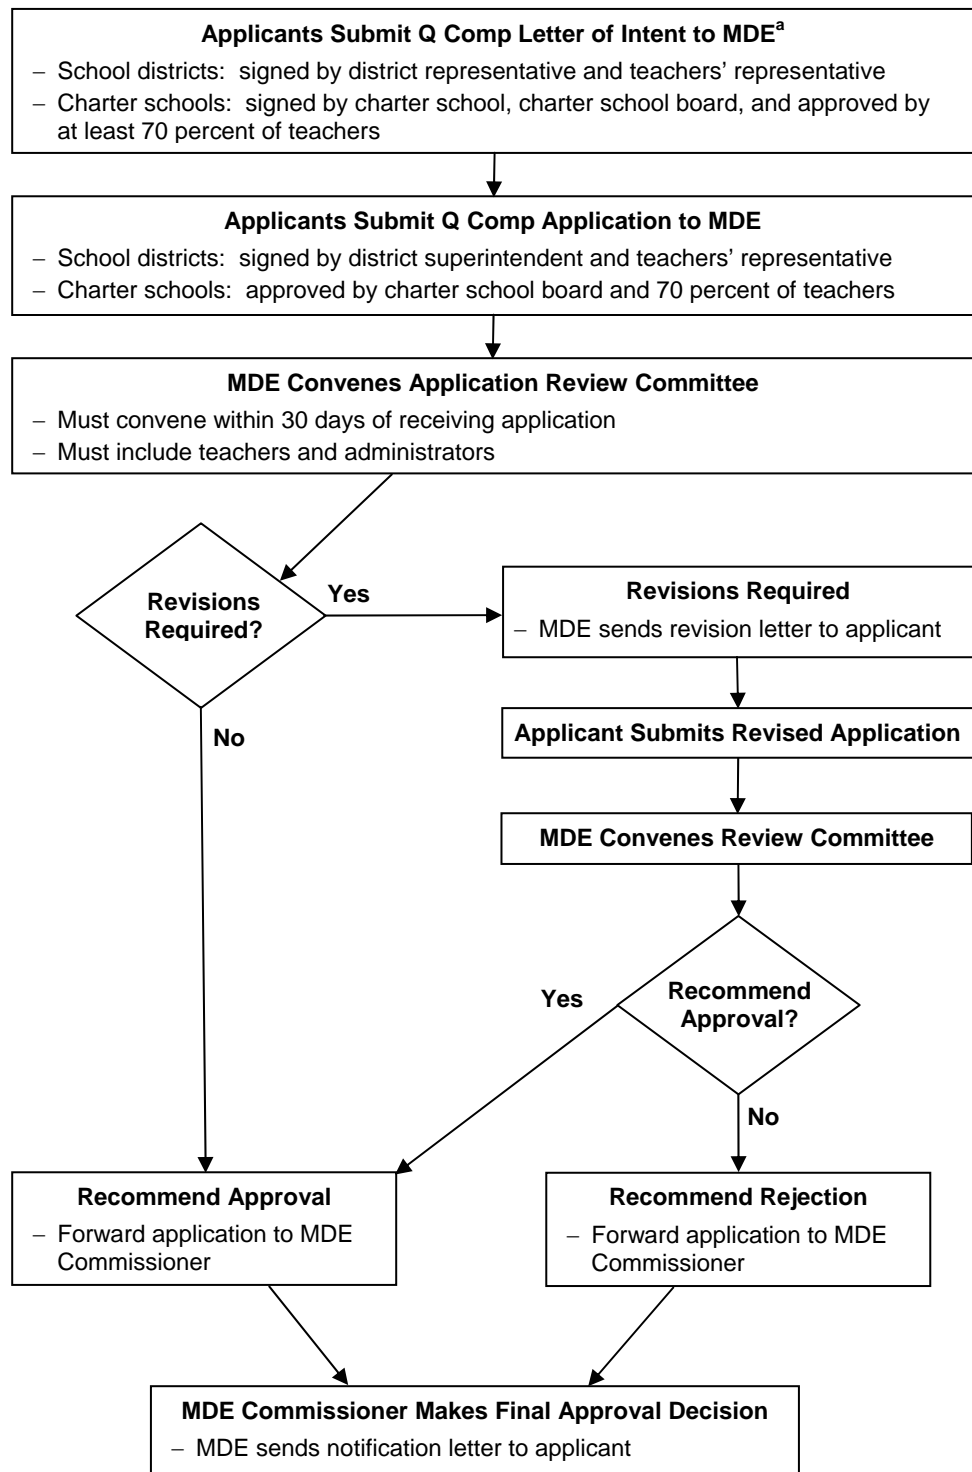 Applicants Submit Q Comp Letter of Intent to MDEa
– School districts: signed by district representative and teachers’ representative
– Charter schools: signed by charter school, charter school board, and approved by
at least 70 percent of teachers
Applicants Submit Q Comp Application to MDE
– School districts: signed by district superintendent and teachers’ representative
– Charter schools: approved by charter school board and 70 percent of teachers
MDE Convenes Application Review Committee
– Must convene within 30 days of receiving application
– Must include teachers and administrators
Revisions
Required?
Yes
Revisions Required
– MDE sends revision letter to applicant
No
Applicant Submits Revised Application
MDE Convenes Review Committee
Recommend
Approval?
Yes
No
Recommend Approval
– Forward application to MDE
Commissioner
Recommend Rejection
– Forward application to MDE
Commissioner
MDE Commissioner Makes Final Approval Decision
– MDE sends notification letter to applicant